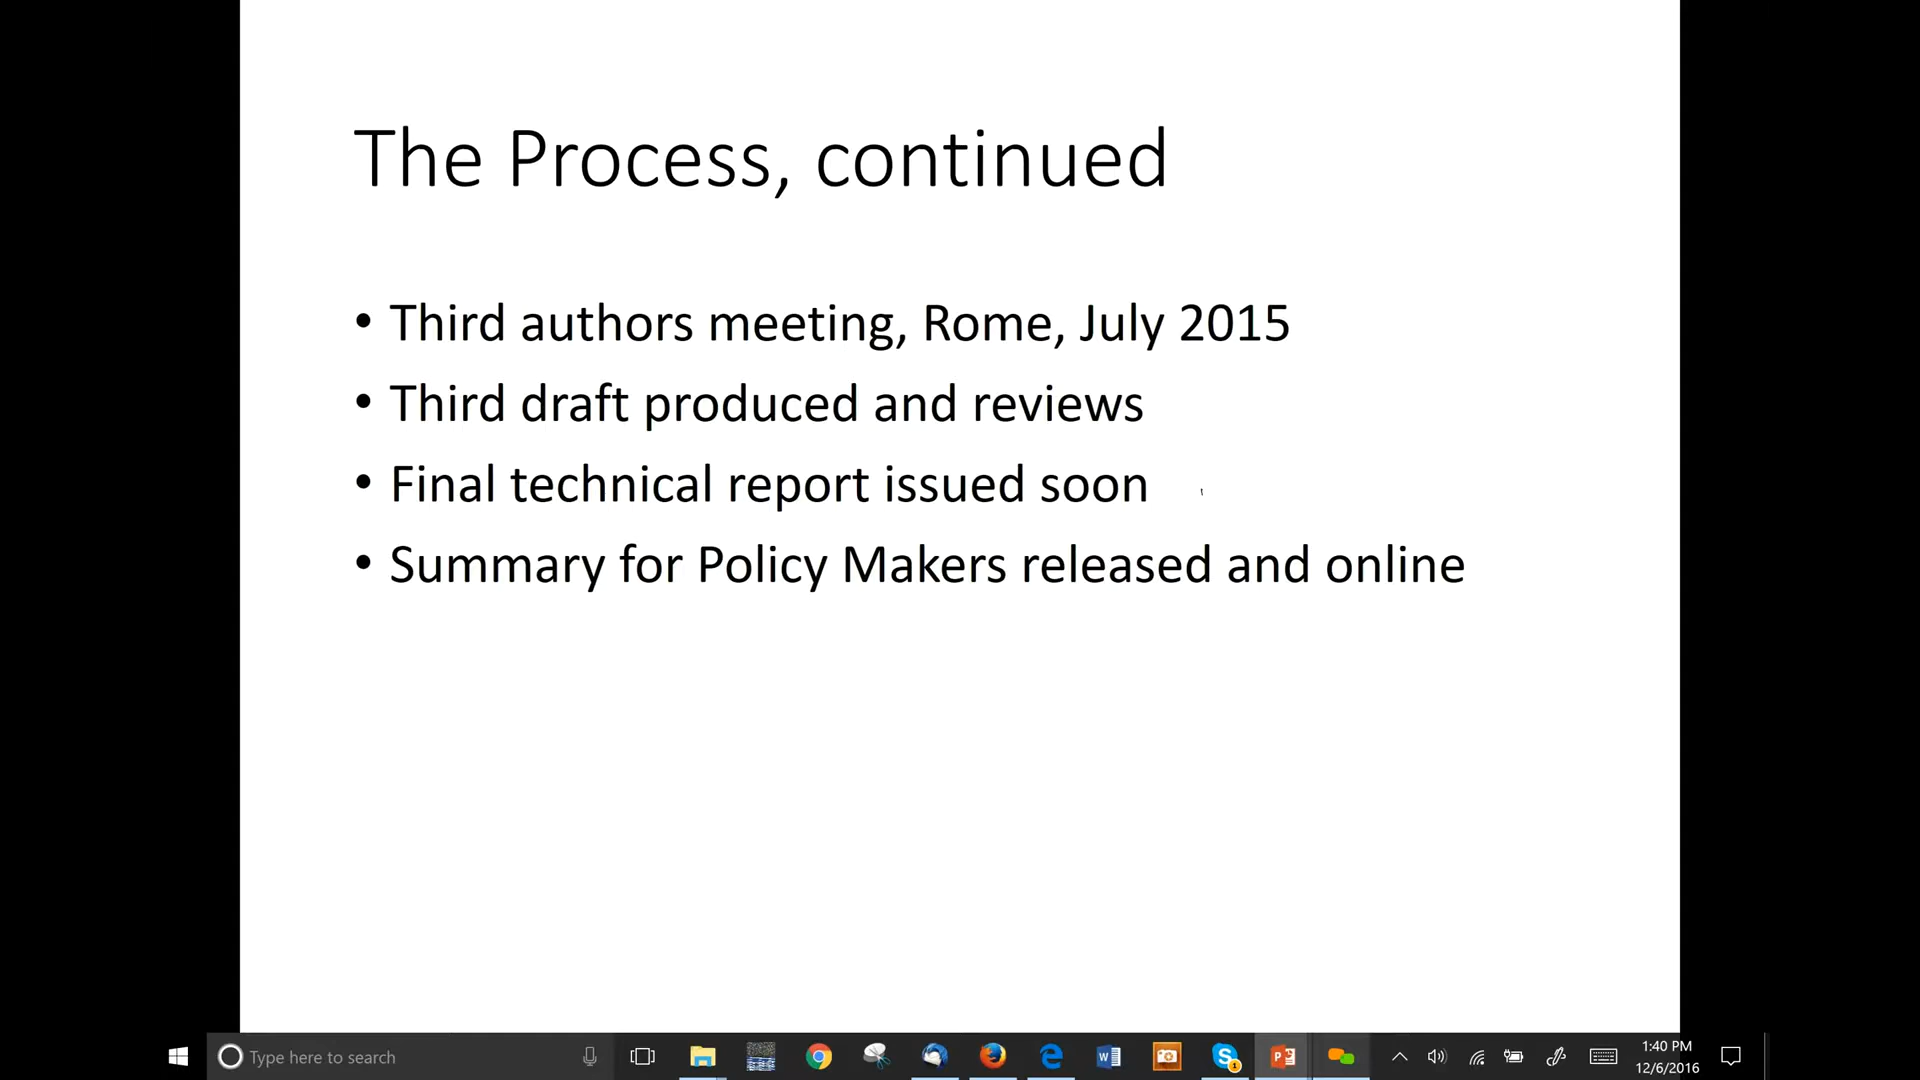 The Process, continued
• Third authors meeting, Rome, July 2015
• Third draft produced and reviews
• Final technical report issued soon
• Summary for Policy Makers released and online
Type here to search
1:40 PM
12/6/2016